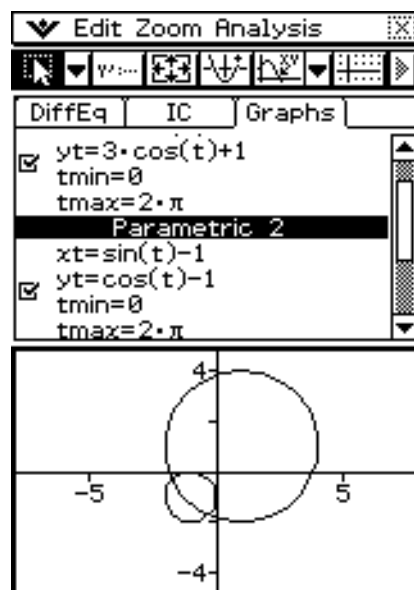 Edit Zoom Analysis
DiffEq IC Graphs
yt=3·cos(t)+1
tmin=0
tmax=2·π
Parametric 2
xt=sin(t)-1
yt=cos(t)-1
tmin=0
tmax=2·π
4
-5 5
-4